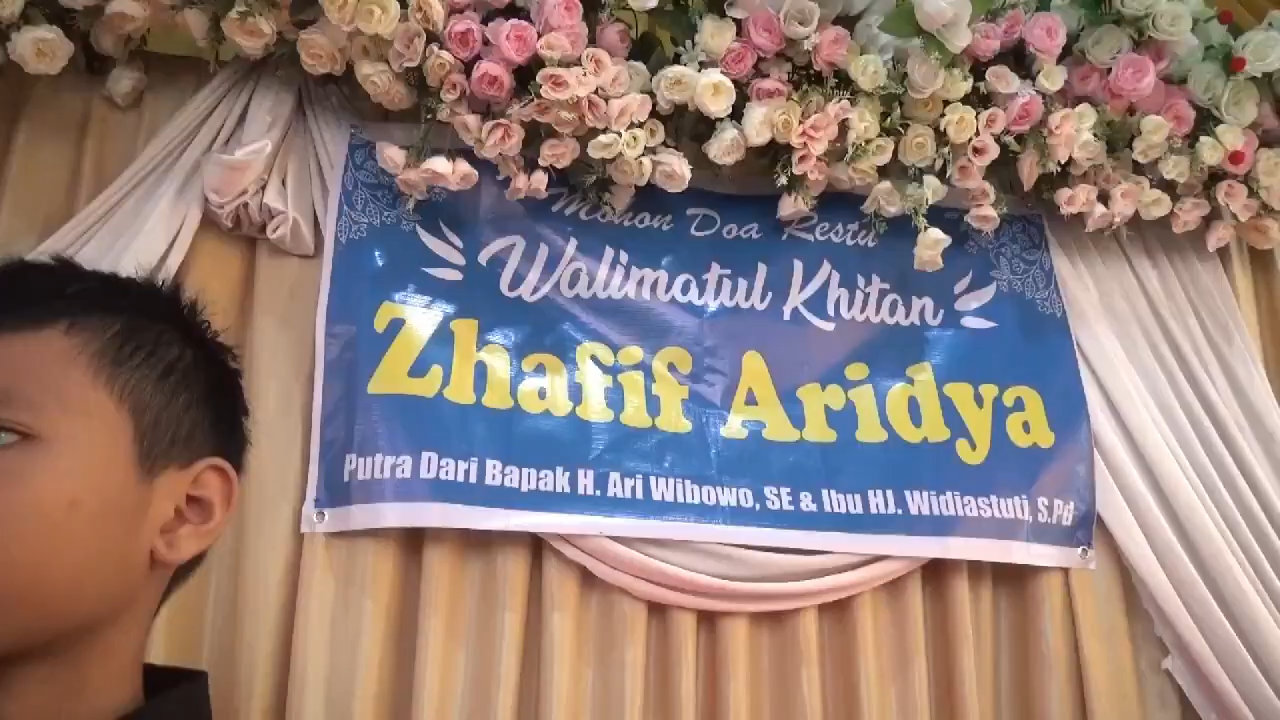 Mohon Doa Restu
Walimatul Khitan
Zhafif Aridya
Putra Dari Bapak H. Ari Wibowo, SE & Ibu HJ. Widiastuti, S.Pd